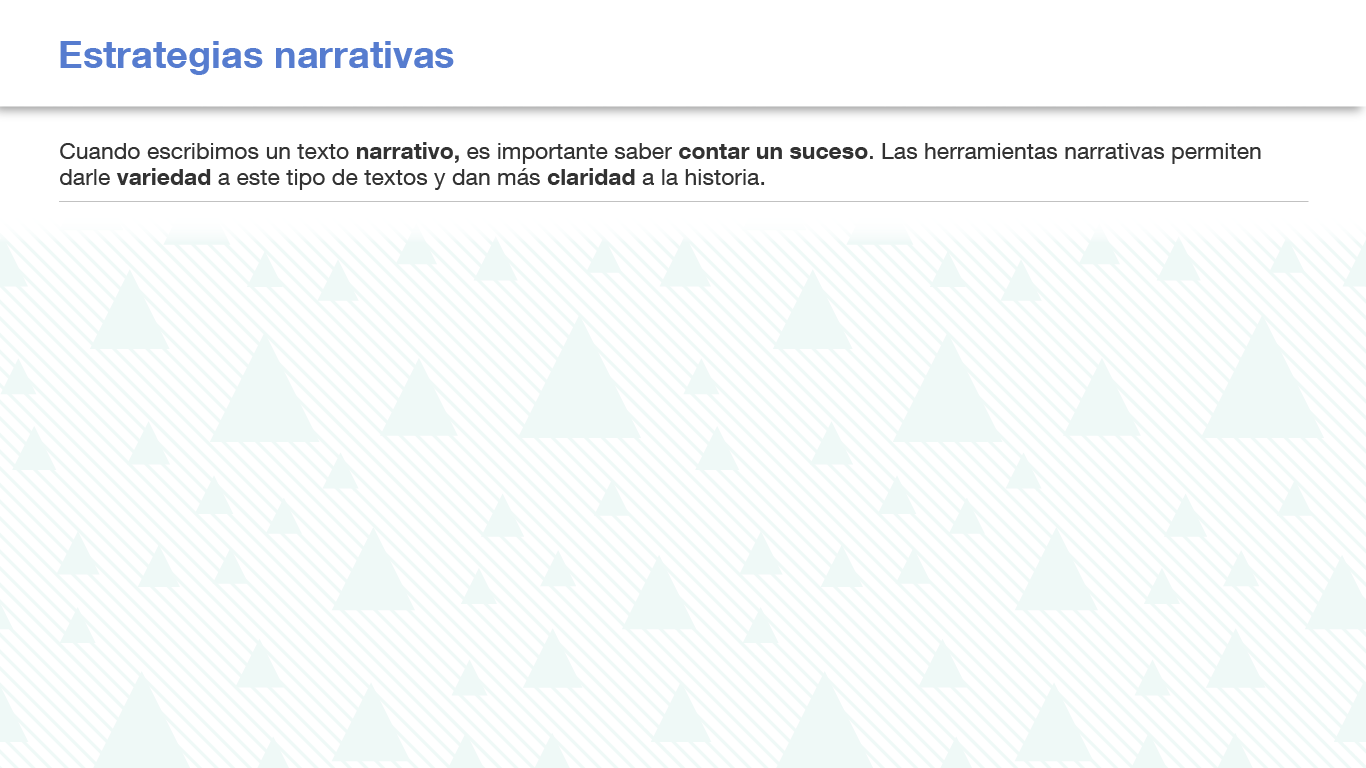 Estrategias narrativas
Cuando escribimos un texto narrativo, es importante saber contar un suceso. Las herramientas narrativas permiten
darle variedad a este tipo de textos y dan más claridad a la historia.